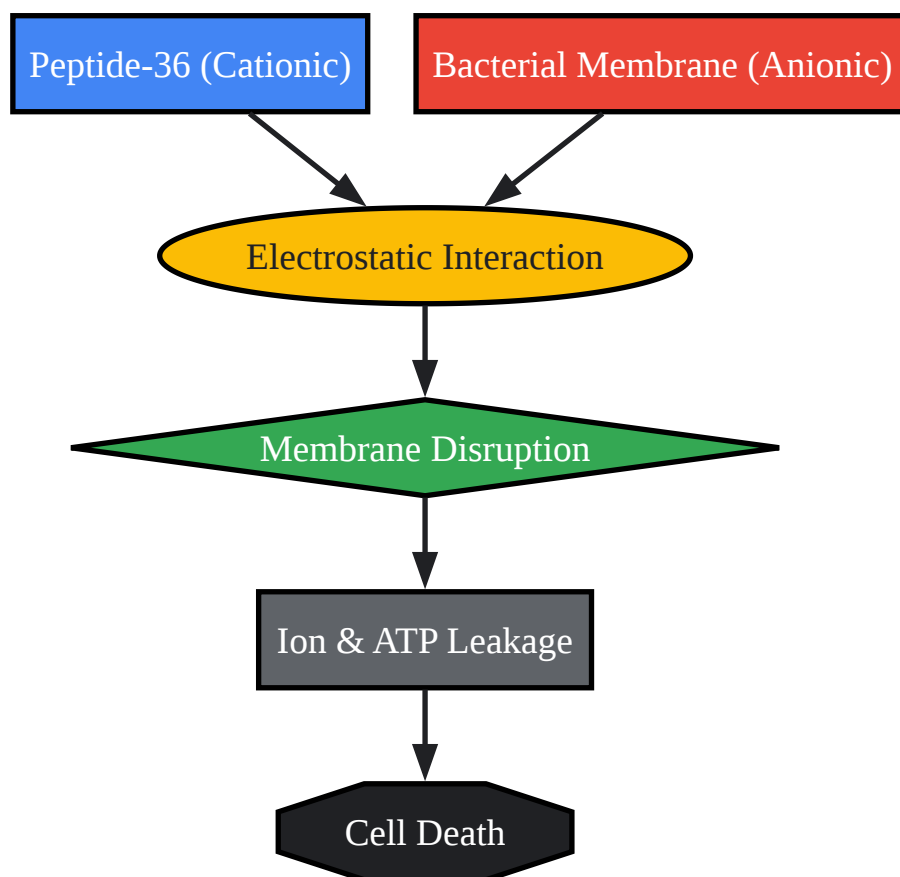 Peptide-36 (Cationic)
Bacterial Membrane (Anionic)
Electrostatic Interaction
Membrane Disruption
Ion & ATP Leakage
Cell Death